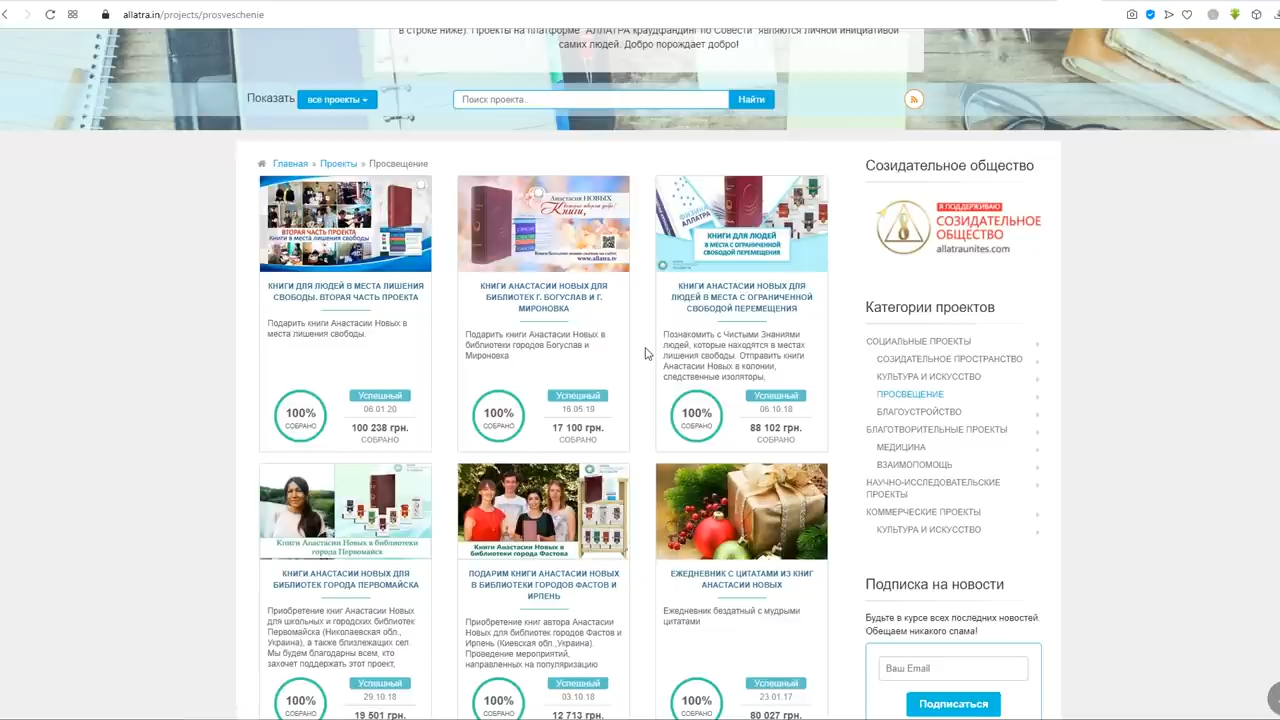 allatra.in/projects/prosveschenie
в строке ниже). Проекты на платформе "АЛЛАТРА краудфандинг по Совести" являются личной инициативой
самих людей. Добро порождает добро!
Показать
все проекты
Поиск проекта..
Найти
Главная » Проекты » Просвещение
ВТОРАЯ ЧАСТЬ ПРОЕКТА
Книги в места лишения свободы
КНИГИ ДЛЯ ЛЮДЕЙ В МЕСТА ЛИШЕНИЯ
СВОБОДЫ. ВТОРАЯ ЧАСТЬ ПРОЕКТА
Подарить книги Анастасии Новых в
места лишения свободы.
100%
СОБРАНО
Успешный
06.01.20
100 238 грн.
СОБРАНО
Анастасия НОВЫХ
Книги,
www.allatra.tv
КНИГИ АНАСТАСИИ НОВЫХ ДЛЯ
БИБЛИОТЕК Г. БОГУСЛАВ И Г.
МИРОНОВКА
Подарить книги Анастасии Новых в
библиотеки городов Богуслав и
Мироновка
100%
СОБРАНО
Успешный
16.05.19
17 100 грн.
СОБРАНО
ФИЗИКА
АЛЛАТРА
КНИГИ ДЛЯ ЛЮДЕЙ
В МЕСТА С ОГРАНИЧЕННОЙ
СВОБОДОЙ ПЕРЕМЕЩЕНИЯ
КНИГИ АНАСТАСИИ НОВЫХ ДЛЯ
ЛЮДЕЙ В МЕСТА С ОГРАНИЧЕННОЙ
СВОБОДОЙ ПЕРЕМЕЩЕНИЯ
Познакомить с Чистыми Знаниями
людей, которые находятся в местах
лишения свободы. Отправить книги
Анастасии Новых в колонии,
следственные изоляторы,
100%
СОБРАНО
Успешный
06.10.18
88 102 грн.
СОБРАНО
Книги Анастасии Новых в библиотеки
города Первомайск
КНИГИ АНАСТАСИИ НОВЫХ ДЛЯ
БИБЛИОТЕК ГОРОДА ПЕРВОМАЙСКА
Приобретение книг Анастасии Новых
для школьных и городских библиотек
Первомайска (Николаевская обл.,
Украина), а также близлежащих сел.
Мы будем благодарны всем, кто
захочет поддержать этот проект,
100%
СОБРАНО
Успешный
29.10.18
19 501 грн.
Книги Анастасии Новых в
библиотеки города Фастова
ПОДАРИМ КНИГИ АНАСТАСИИ НОВЫХ
В БИБЛИОТЕКИ ГОРОДОВ ФАСТОВ И
ИРПЕНЬ
Приобретение книг автора Анастасии
Новых для библиотек городов Фастов и
Ирпень (Киевская обл.,Украина).
Проведение мероприятий,
направленных на популяризацию
100%
СОБРАНО
Успешный
03.10.18
12 713 грн.
ЕЖЕДНЕВНИК С ЦИТАТАМИ ИЗ КНИГ
АНАСТАСИИ НОВЫХ
Ежедневник бездатный с мудрыми
цитатами
100%
СОБРАНО
Успешный
23.01.17
80 027 грн.
Созидательное общество
Я ПОДДЕРЖИВАЮ
СОЗИДАТЕЛЬНОЕ
ОБЩЕСТВО
allatraunites.com
Категории проектов
СОЦИАЛЬНЫЕ ПРОЕКТЫ
СОЗИДАТЕЛЬНОЕ ПРОСТРАНСТВО
КУЛЬТУРА И ИСКУССТВО
ПРОСВЕЩЕНИЕ
БЛАГОУСТРОЙСТВО
БЛАГОТВОРИТЕЛЬНЫЕ ПРОЕКТЫ
МЕДИЦИНА
ВЗАИМОПОМОЩЬ
НАУЧНО-ИССЛЕДОВАТЕЛЬСКИЕ
ПРОЕКТЫ
КОММЕРЧЕСКИЕ ПРОЕКТЫ
КУЛЬТУРА И ИСКУССТВО
Подписка на новости
Будьте в курсе всех последних новостей.
Обещаем никакого спама!
Ваш Email
Подписаться